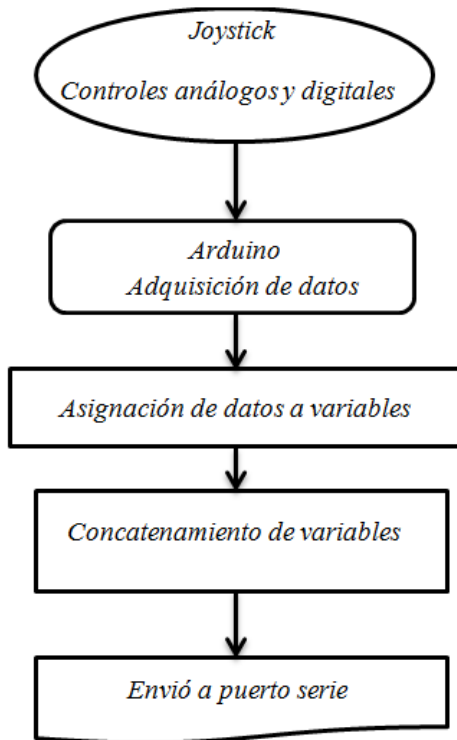 Joystick
Controles análogos y digitales
Arduino
Adquisición de datos
Asignación de datos a variables
Concatenamiento de variables
Envió a puerto serie